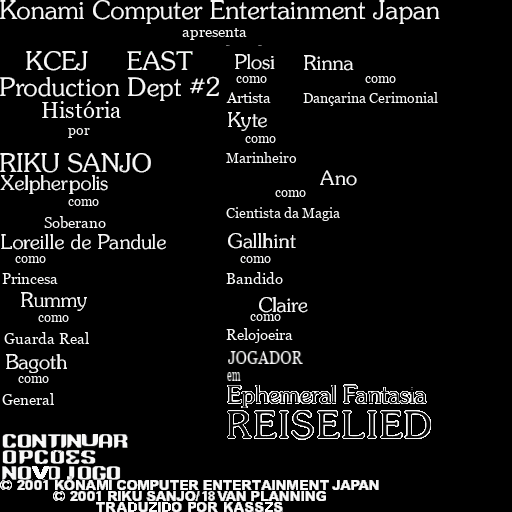 Konami Computer Entertainment Japan
apresenta
KCEJ EAST
Production Dept #2
História
por
RIKU SANJO
Xelpherpolis
como
Soberano
Loreille de Pandule
como
Princesa
Rummy
como
Guarda Real
Bagoth
como
General
Plosi
como
Artista
Rinna
como
Dançarina Cerimonial
Kyte
como
Marinheiro
Ano
como
Cientista da Magia
Gallhint
como
Bandido
Claire
como
Relojoeira
JOGADOR
em
Ephemeral Fantasia
REISELIED
CONTINUAR
OPCOES
NOVO JOGO
© 2001 KONAMI COMPUTER ENTERTAINMENT JAPAN
© 2001 RIKU SANJO/18 VAN PLANNING
TRADUZIDO POR KASSZS